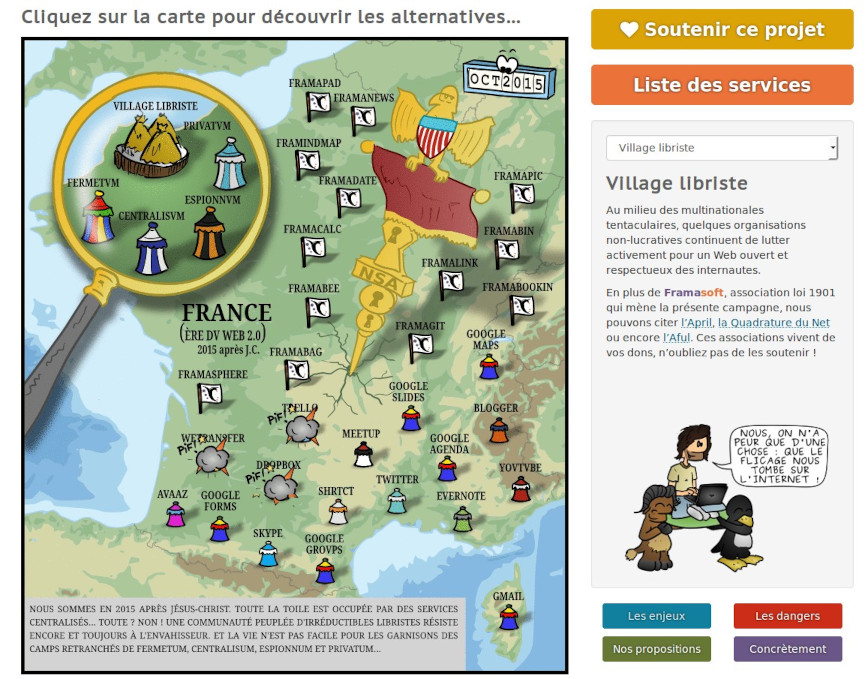 Cliquez sur la carte pour découvrir les alternatives...
OCT2015
FRAMAPAD
FRAMANEWS
VILLAGE LIBRISTE
PRIVATVM
FRAMINDMAP
FERMETVM
FRAMADATE
FRAMAPIC
ESPIONNVM
CENTRALISVM
FRAMACALC
FRAMABIN
FRAMALINK
NSA
FRAMABEE
FRAMABOOKIN
FRANCE
(ÈRE DV WEB 2.0)
2015 après J.C.
FRAMAGIT
GOOGLE
MAPS
FRAMABAG
FRAMASPHERE
GOOGLE
SLIDES
TRELLO
PIF!
BLOGGER
MEETUP
WETRANSFER
PIF!
GOOGLE
AGENDA
DROPBOX
PIF!
YOVTVBE
TWITTER
AVAAZ
GOOGLE
FORMS
SHRTCT
EVERNOTE
SKYPE
GOOGLE
GROVPS
GMAIL
NOUS SOMMES EN 2015 APRÈS JÉSUS-CHRIST. TOUTE LA TOILE EST OCCUPÉE PAR DES SERVICES
CENTRALISÉS... TOUTE ? NON ! UNE COMMUNAUTÉ PEUPLÉE D'IRRÉDUCTIBLES LIBRISTES RÉSISTE
ENCORE ET TOUJOURS À L'ENVAHISSEUR. ET LA VIE N'EST PAS FACILE POUR LES GARNISONS DES
CAMPS RETRANCHÉS DE FERMETUM, CENTRALISUM, ESPIONNUM ET PRIVATUM...
Soutenir ce projet
Liste des services
Village libriste
Village libriste
Au milieu des multinationales
tentaculaires, quelques organisations
non-lucratives continuent de lutter
activement pour un Web ouvert et
respectueux des internautes.
En plus de Framasoft, association loi 1901
qui mène la présente campagne, nous
pouvons citer l'April, la Quadrature du Net
ou encore l'Aful. Ces associations vivent de
vos dons, n'oubliez pas de les soutenir !
NOUS, ON N'A
PEUR QUE D'UNE
CHOSE : QUE LE
FLICAGE NOUS
TOMBE SUR
L'INTERNET !
Les enjeux
Les dangers
Nos propositions
Concrètement